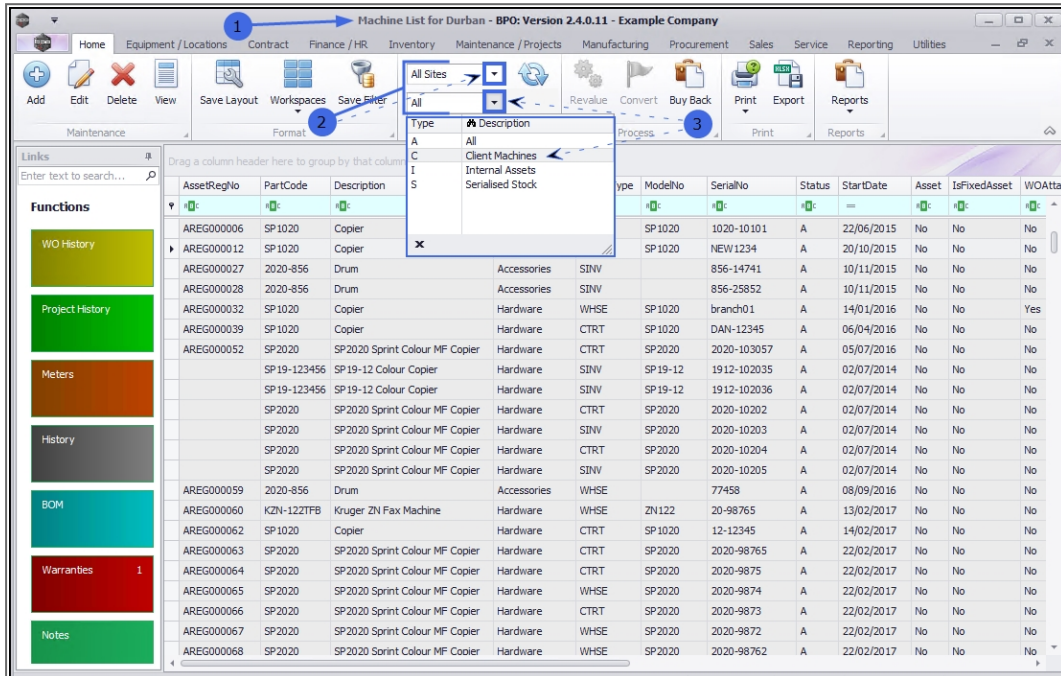 1
Machine List for Durban - BPO: Version 2.4.0.11 - Example Company
Home Equipment / Locations Contract Finance / HR Inventory Maintenance / Projects Manufacturing Procurement Sales Service Reporting Utilities
Add Edit Delete View Save Layout Workspaces Save Filter All Sites All Revalue Convert Buy Back Print Export Reports
2
3
Maintenance Format Process Print Reports
Type Description
A All
C Client Machines
I Internal Assets
S Serialised Stock
x
Links
Enter text to search...
Functions
WO History
Project History
Meters
History
BOM
Warranties 1
Notes
Drag a column header here to group by that column
AssetRegNo PartCode Description ype ModelNo SerialNo Status StartDate Asset IsFixedAsset WOAtta
AREG000006 SP1020 Copier SP1020 1020-10101 A 22/06/2015 No No No
AREG000012 SP1020 Copier SP1020 NEW1234 A 20/10/2015 No No No
AREG000027 2020-856 Drum Accessories SINV 856-14741 A 10/11/2015 No No No
AREG000028 2020-856 Drum Accessories SINV 856-25852 A 10/11/2015 No No No
AREG000032 SP1020 Copier Hardware WHSE SP1020 branch01 A 14/01/2016 No No Yes
AREG000039 SP1020 Copier Hardware CTRT SP1020 DAN-12345 A 06/04/2016 No No No
AREG000052 SP2020 SP2020 Sprint Colour MF Copier Hardware CTRT SP2020 2020-103057 A 05/07/2016 No No No
SP19-123456 SP19-12 Colour Copier Hardware SINV SP19-12 1912-102035 A 02/07/2014 No No No
SP19-123456 SP19-12 Colour Copier Hardware SINV SP19-12 1912-102036 A 02/07/2014 No No No
SP2020 SP2020 Sprint Colour MF Copier Hardware CTRT SP2020 2020-10202 A 02/07/2014 No No No
SP2020 SP2020 Sprint Colour MF Copier Hardware SINV SP2020 2020-10203 A 02/07/2014 No No No
SP2020 SP2020 Sprint Colour MF Copier Hardware CTRT SP2020 2020-10204 A 02/07/2014 No No No
SP2020 SP2020 Sprint Colour MF Copier Hardware SINV SP2020 2020-10205 A 02/07/2014 No No No
AREG000059 2020-856 Drum Accessories WHSE 77458 A 08/09/2016 No No No
AREG000060 KZN-122TFB Kruger ZN Fax Machine Hardware WHSE ZN122 20-98765 A 13/02/2017 No No No
AREG000062 SP1020 Copier Hardware CTRT SP1020 12-12345 A 14/02/2017 No No No
AREG000063 SP2020 SP2020 Sprint Colour MF Copier Hardware CTRT SP2020 2020-98765 A 22/02/2017 No No No
AREG000064 SP2020 SP2020 Sprint Colour MF Copier Hardware CTRT SP2020 2020-9875 A 22/02/2017 No No No
AREG000065 SP2020 SP2020 Sprint Colour MF Copier Hardware WHSE SP2020 2020-9874 A 22/02/2017 No No No
AREG000066 SP2020 SP2020 Sprint Colour MF Copier Hardware CTRT SP2020 2020-9873 A 22/02/2017 No No No
AREG000067 SP2020 SP2020 Sprint Colour MF Copier Hardware WHSE SP2020 2020-9872 A 22/02/2017 No No No
AREG000068 SP2020 SP2020 Sprint Colour MF Copier Hardware WHSE SP2020 2020-98762 A 22/02/2017 No No No